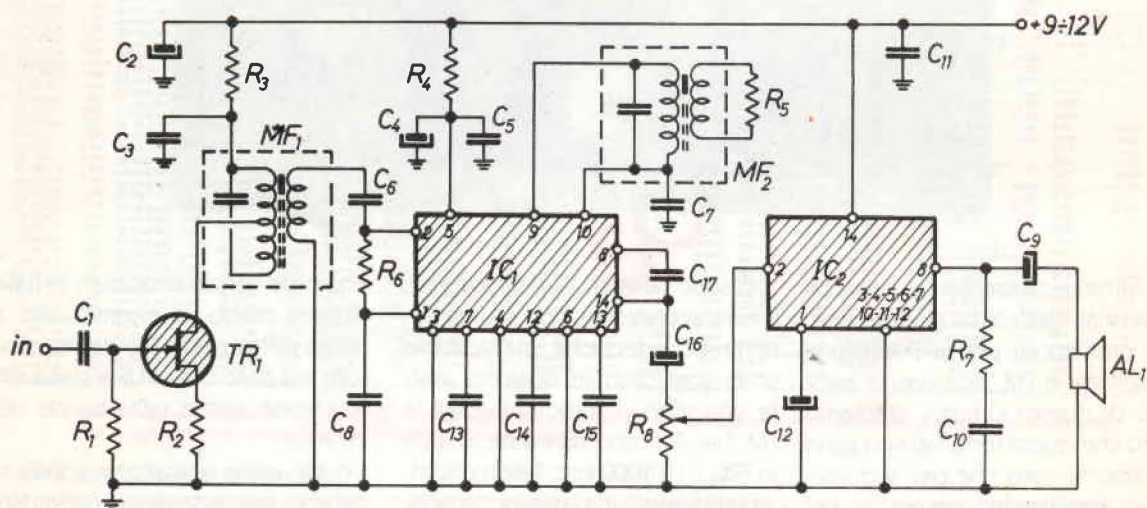 +9÷12V
C2
R3
R4
C11
C3
MF1
C4
C5
R5
MF2
C6
C7
2
5
9
10
14
R6
IC1
8
C17
2
IC2
8
C9
14
1
3-4-5-6-7
10-11-12
C1
in
TR1
3
7
4
12
6
13
C16
R7
AL1
R1
R2
C8
C13
C14
C15
R8
C12
C10